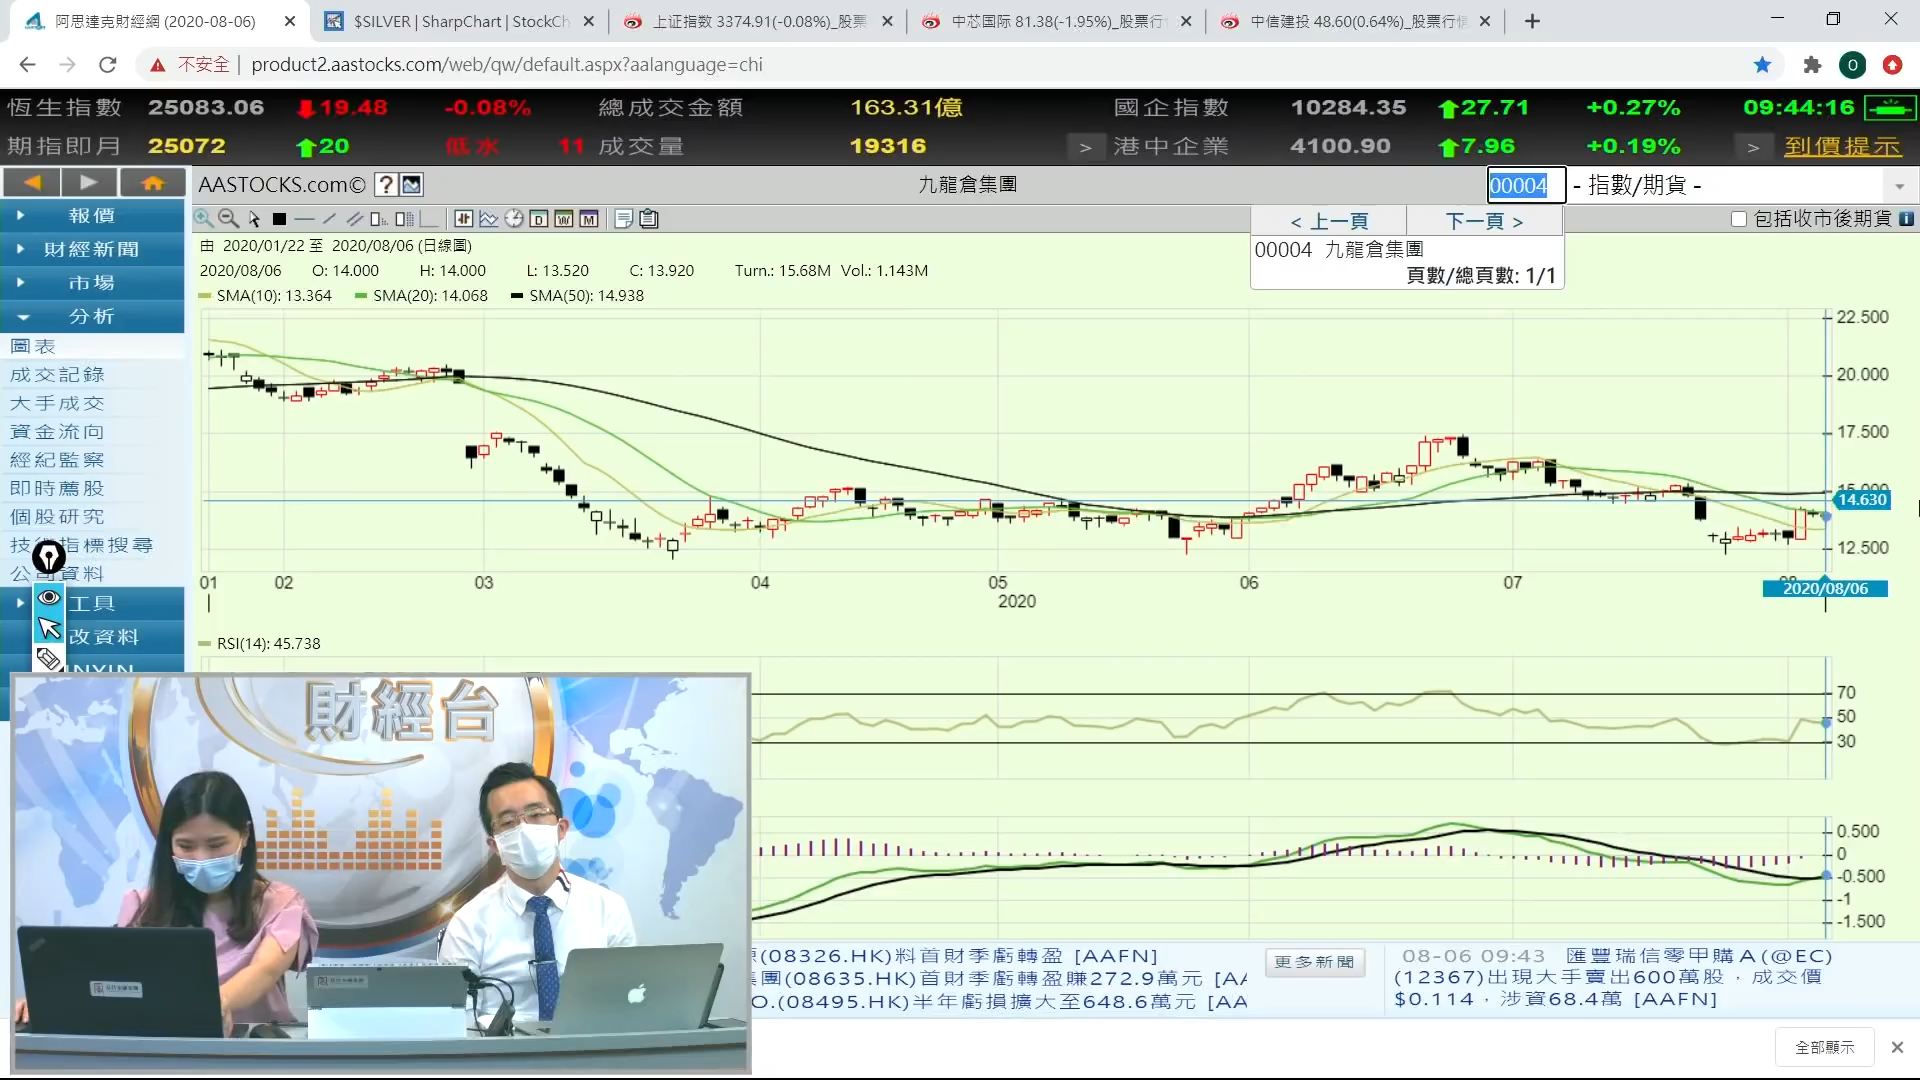 阿思達克財經網 (2020-08-06)
$SILVER | SharpChart | StockCh
上证指数 3374.91(-0.08%)_股票
中芯国际 81.38(-1.95%)_股票行
中信建投 48.60(0.64%)_股票行
不安全
product2.aastocks.com/web/qw/default.aspx?aalanguage=chi
O
恆生指數 25083.06 19.48 -0.08% 總成交金額 163.31億 國企指數 10284.35 27.71 +0.27% 09:44:16
期指即月 25072 20 低水 11 成交量 19316 > 港中企業 4100.90 7.96 +0.19% > 到價提示
AASTOCKS.com© ? 九龍倉集團 00004 - 指數/期貨 -
< 上一頁 下一頁 > 包括收市後期貨
00004 九龍倉集團
頁數/總頁數: 1/1
報價
財經新聞
市場
分析
圖表
成交記錄
大手成交
資金流向
經紀監察
即時薦股
個股研究
技術指標搜尋
公司資料
工具
改資料
由 2020/01/22 至 2020/08/06 (日線圖)
2020/08/06 O: 14.000 H: 14.000 L: 13.520 C: 13.920 Turn.: 15.68M Vol.: 1.143M
SMA(10): 13.364 SMA(20): 14.068 SMA(50): 14.938
22.500
20.000
17.500
15.000
14.630
12.500
01 02 03 04 05 06 07 08
2020
2020/08/06
RSI(14): 45.738
70
50
30
0.500
0
-0.500
-1
-1.500
財經台
(08326.HK)料首財季虧轉盈 [AAFN]
集團(08635.HK)首財季虧轉盈賺272.9萬元 [AA
O.(08495.HK)半年虧損擴大至648.6萬元 [AA
更多新聞
08-06 09:43 匯豐瑞信零甲購A(@EC)
(12367)出現大手賣出600萬股，成交價
$0.114，涉資68.4萬 [AAFN]
全部顯示